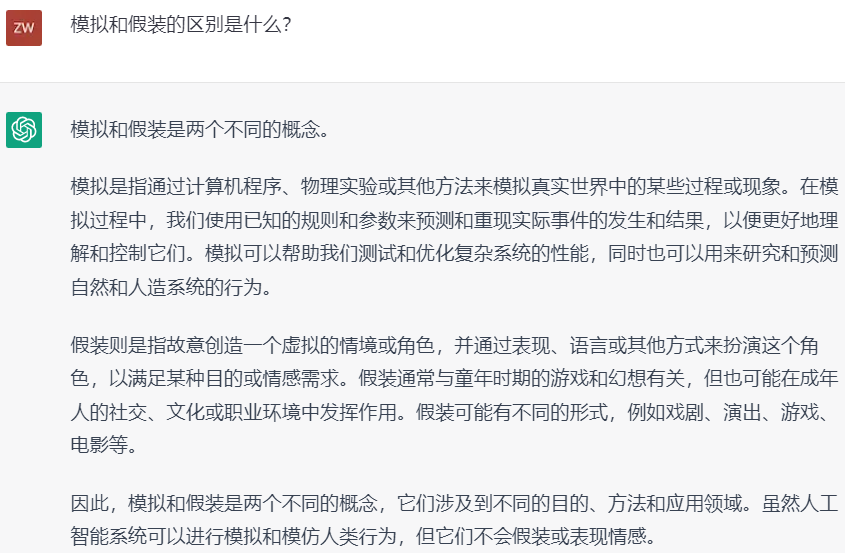 ZW
模拟和假装的区别是什么？
模拟和假装是两个不同的概念。
模拟是指通过计算机程序、物理实验或其他方法来模拟真实世界中的某些过程或现象。在模
拟过程中，我们使用已知的规则和参数来预测和重现实际事件的发生和结果，以便更好地理
解和控制它们。模拟可以帮助我们测试和优化复杂系统的性能，同时也可以用来研究和预测
自然和人造系统的行为。
假装则是指故意创造一个虚拟的情境或角色，并通过表现、语言或其他方式来扮演这个角
色，以满足某种目的或情感需求。假装通常与童年时期的游戏和幻想有关，但也可能在成年
人的社交、文化或职业环境中发挥作用。假装可能有不同的形式，例如戏剧、演出、游戏、
电影等。
因此，模拟和假装是两个不同的概念，它们涉及到不同的目的、方法和应用领域。虽然人工
智能系统可以进行模拟和模仿人类行为，但它们不会假装或表现情感。